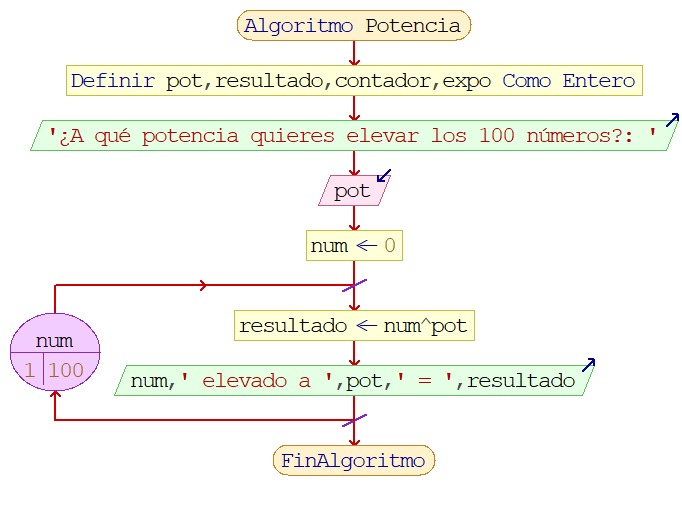 Algoritmo Potencia
Definir pot,resultado,contador,expo Como Entero
'¿A qué potencia quieres elevar los 100 números?: '
pot
num ← 0
resultado ← num^pot
num
1 100
num,' elevado a ',pot,' = ',resultado
FinAlgoritmo